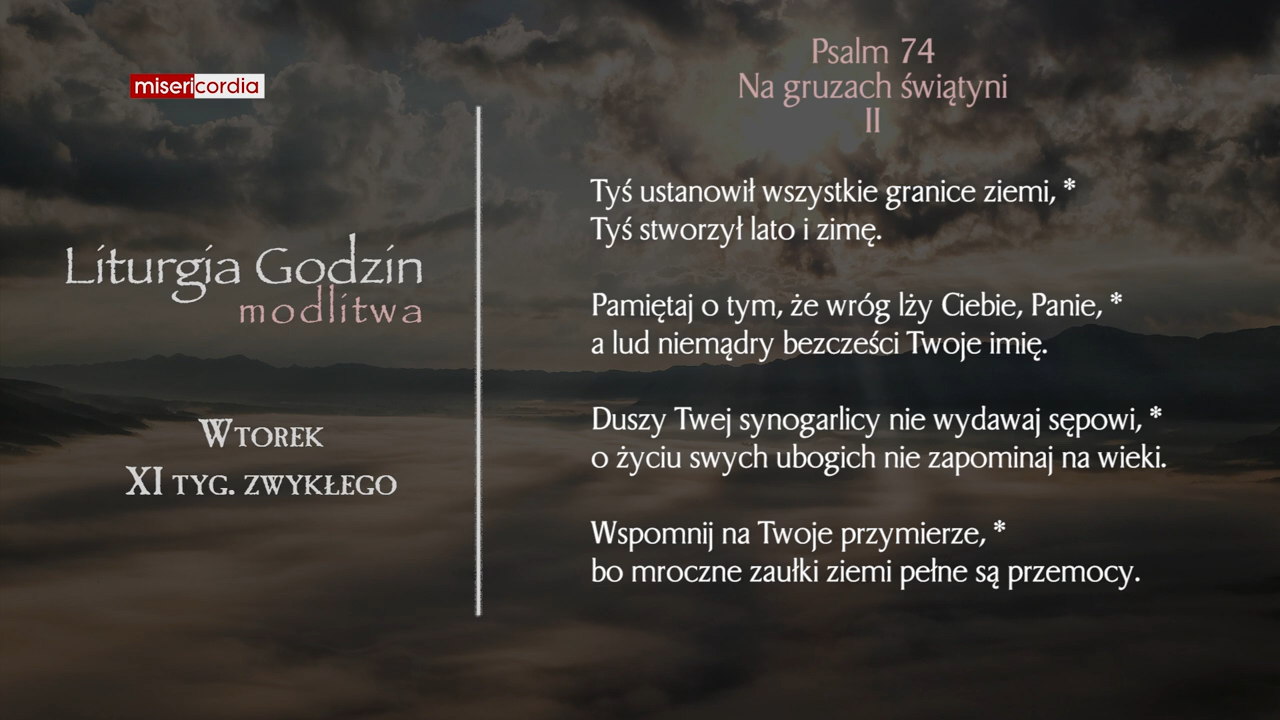 misericordia
Liturgia Godzin
modlitwa
Wtorek
XI tyg. zwykłego
Psalm 74
Na gruzach świątyni
II
Tyś ustanowił wszystkie granice ziemi, *
Tyś stworzył lato i zimę.
Pamiętaj o tym, że wróg lży Ciebie, Panie, *
a lud niemądry bezcześci Twoje imię.
Duszy Twej synogarlicy nie wydawaj sępowi, *
o życiu swych ubogich nie zapominaj na wieki.
Wspomnij na Twoje przymierze, *
bo mroczne zaułki ziemi pełne są przemocy.